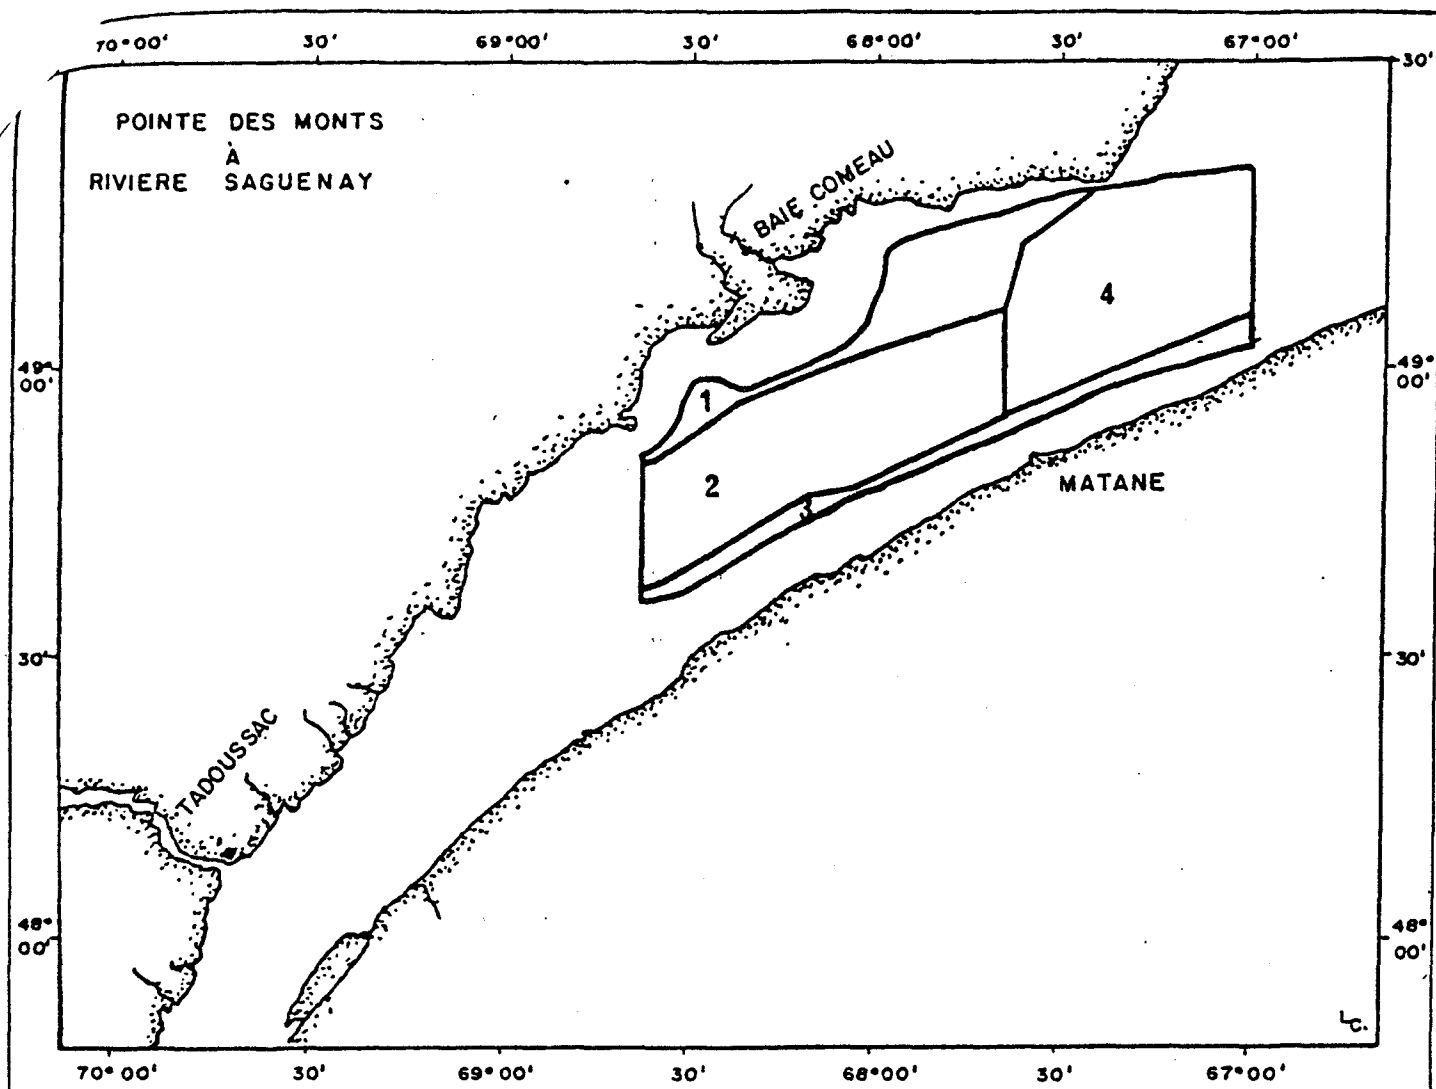 70°00' 30' 69°00' 30' 68°00' 30' 67°00'
30'
POINTE DES MONTS
À
RIVIERE SAGUENAY
BAIE COMEAU
4
49° 00'
49° 00'
1
2
3
MATANE
30'
30'
TADOUSSAC
48° 00'
48° 00'
LC.
70°00' 30' 69°00' 30' 68°00' 30' 67°00'